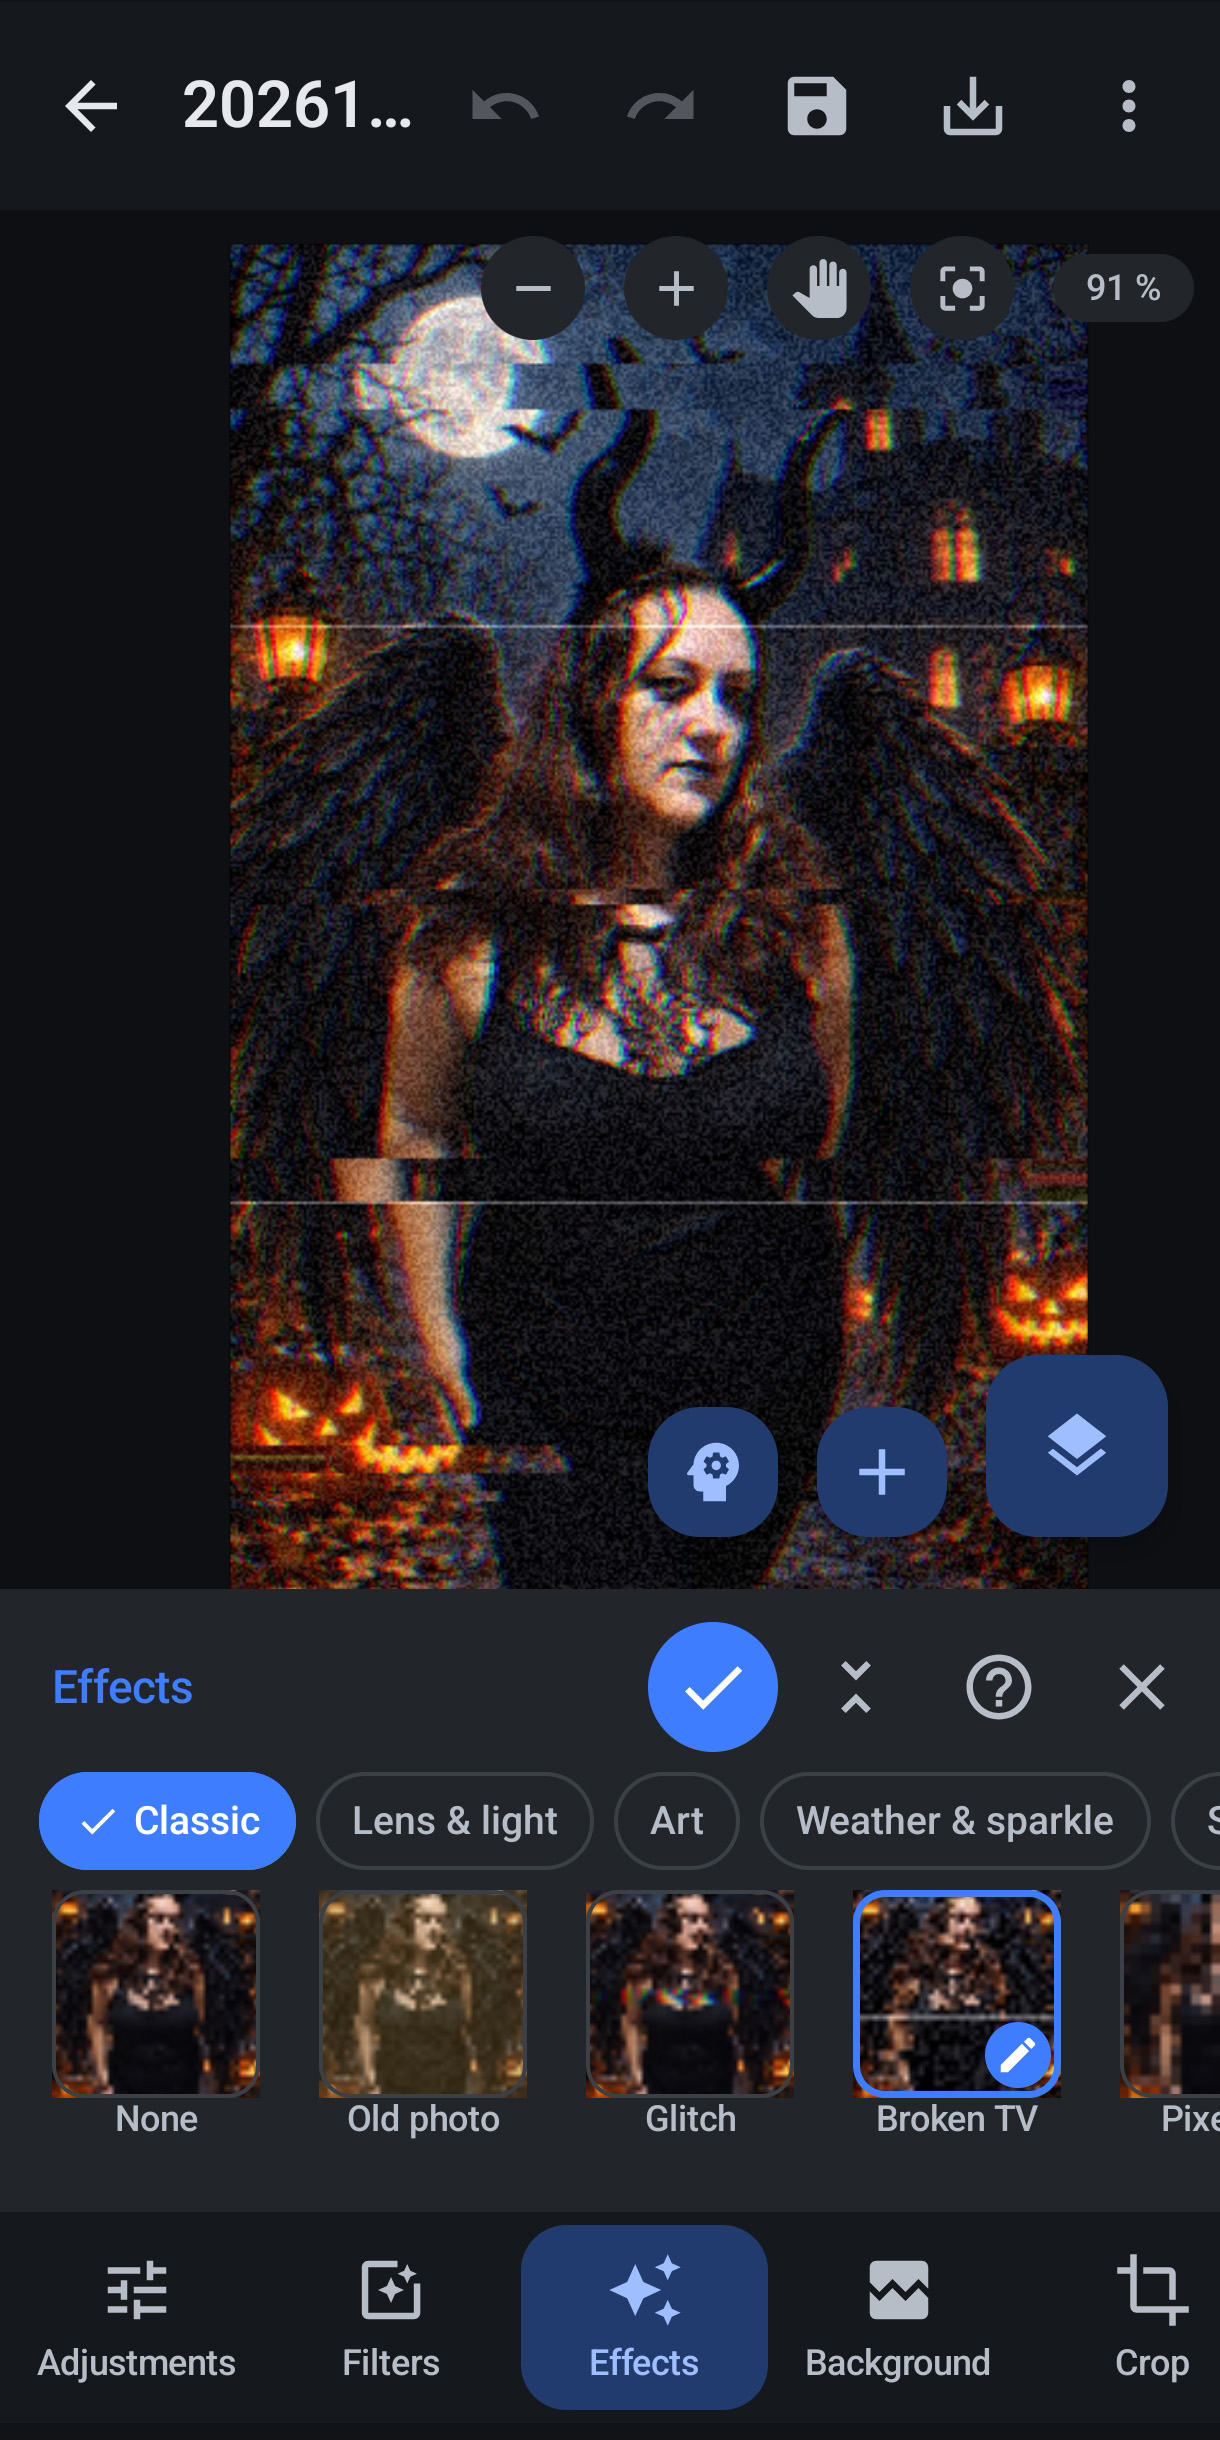 20261...
91 %
Effects
Classic
Lens & light
Art
Weather & sparkle
S
None
Old photo
Glitch
Broken TV
Pixe
Adjustments
Filters
Effects
Background
Crop